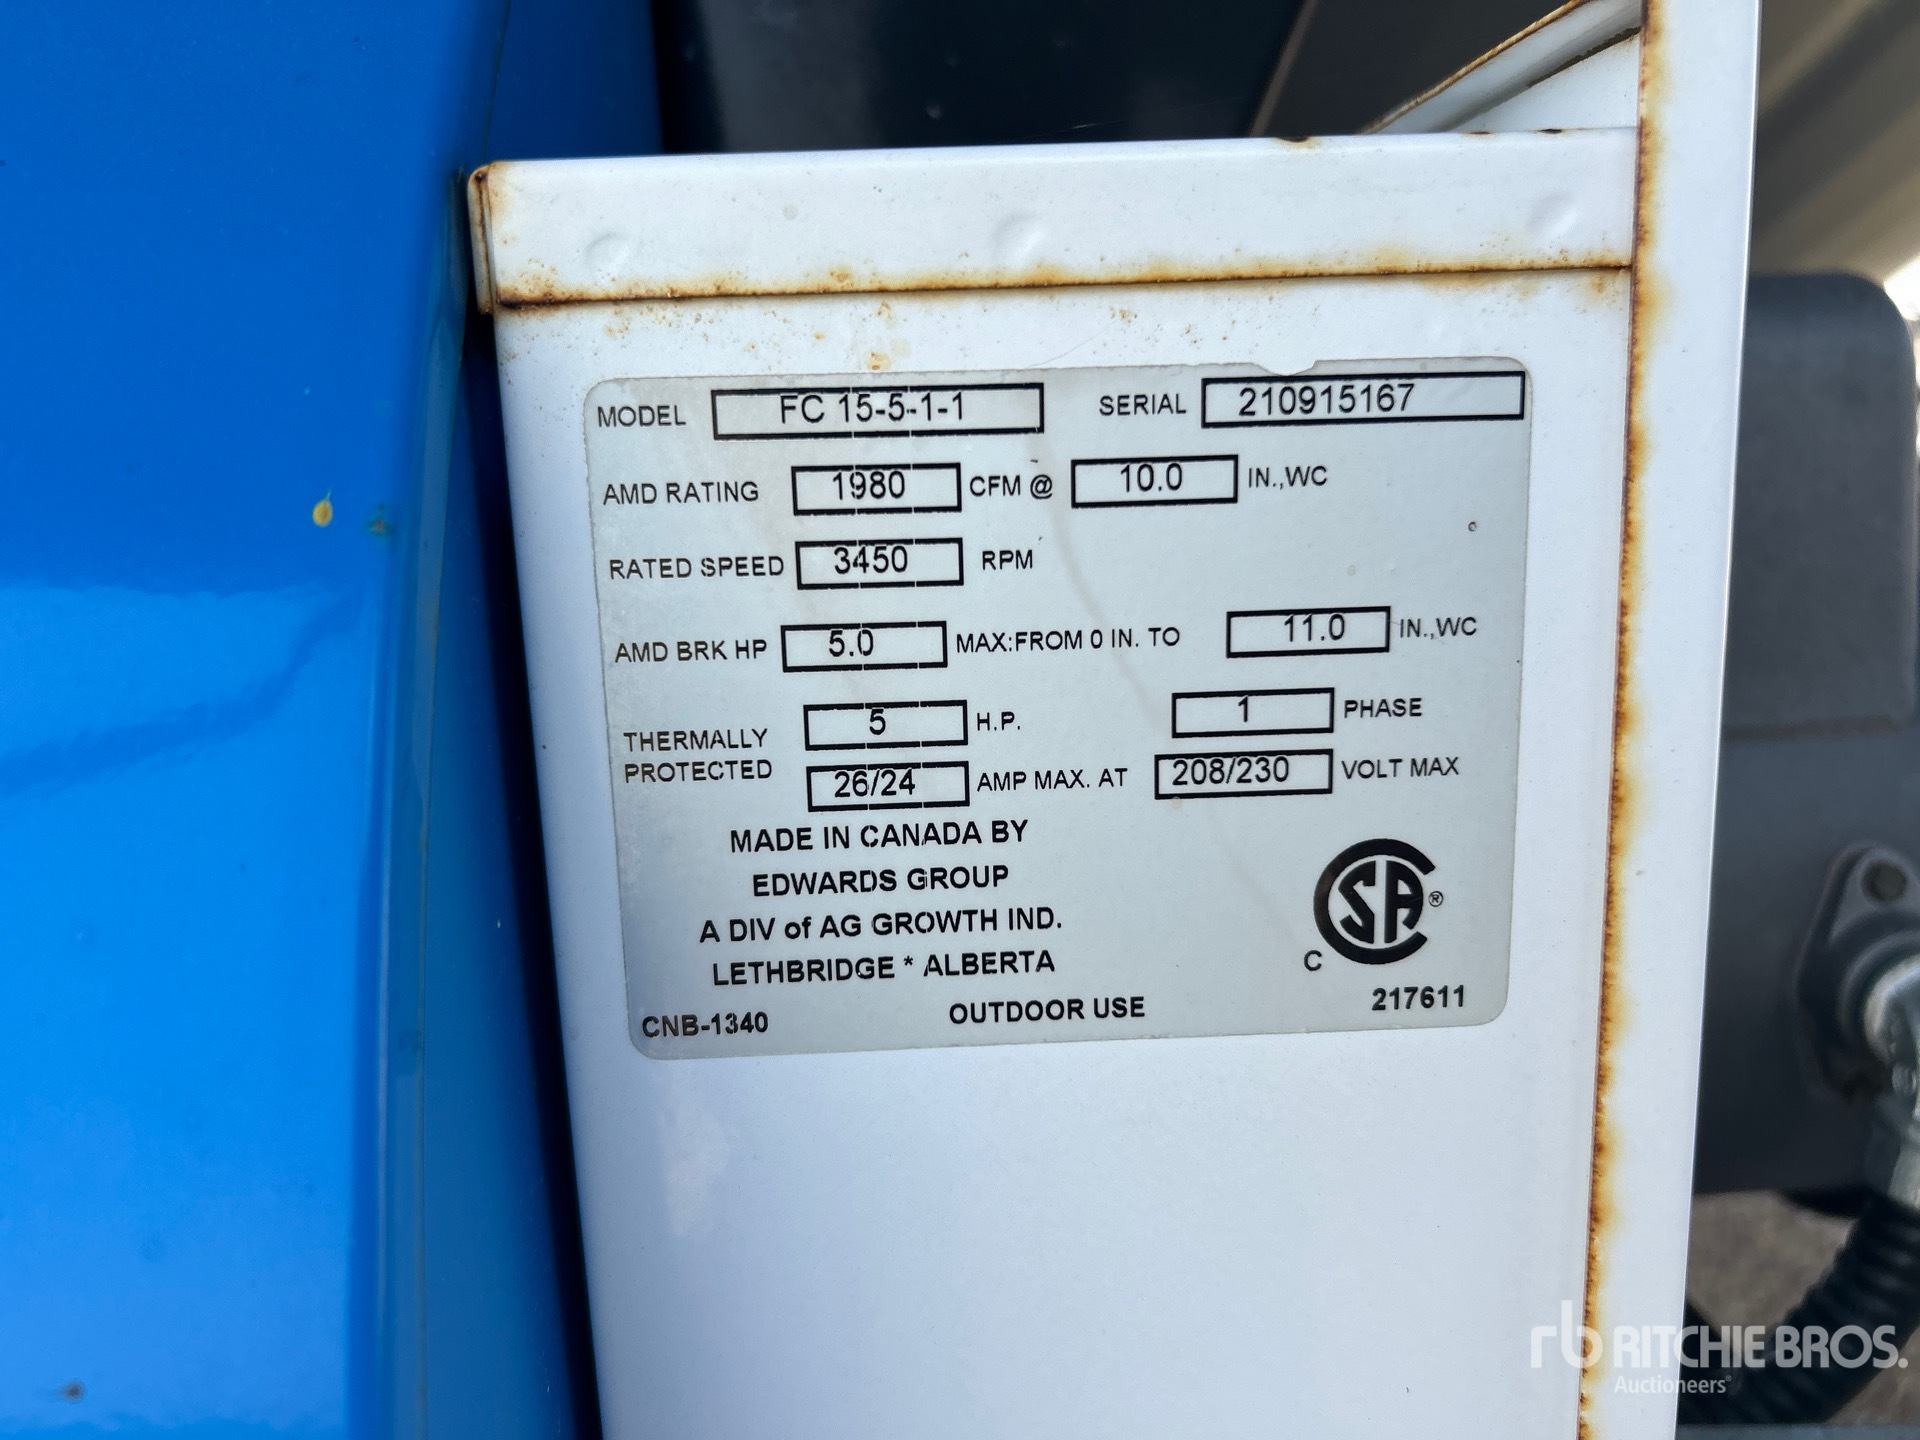 MODEL FC 15-5-1-1 SERIAL 210915167
AMD RATING 1980 CFM @ 10.0 IN.,WC
RATED SPEED 3450 RPM
AMD BRK HP 5.0 MAX:FROM 0 IN. TO 11.0 IN.,WC
THERMALLY PROTECTED
5 H.P. 1 PHASE
26/24 AMP MAX. AT 208/230 VOLT MAX
MADE IN CANADA BY
EDWARDS GROUP
A DIV of AG GROWTH IND.
LETHBRIDGE * ALBERTA
C CSA ®
CNB-1340 OUTDOOR USE 217611
rb RITCHIE BROS.
Auctioneers®